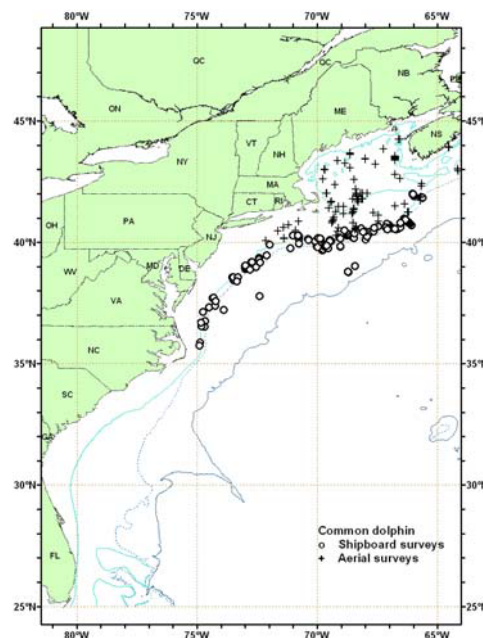 80°W 75°W 70°W 65°W
QC
QC
NB
ON
ME
45°N 45°N
NS
VT
NH
NY
MA
CT RI
PA
OH
40°N 40°N
NJ
MD
DE
WV
VA
NC
35°N 35°N
SC
GA
30°N 30°N
Common dolphin
Shipboard surveys
Aerial surveys
FL
25°N 25°N
80°W 75°W 70°W 65°W